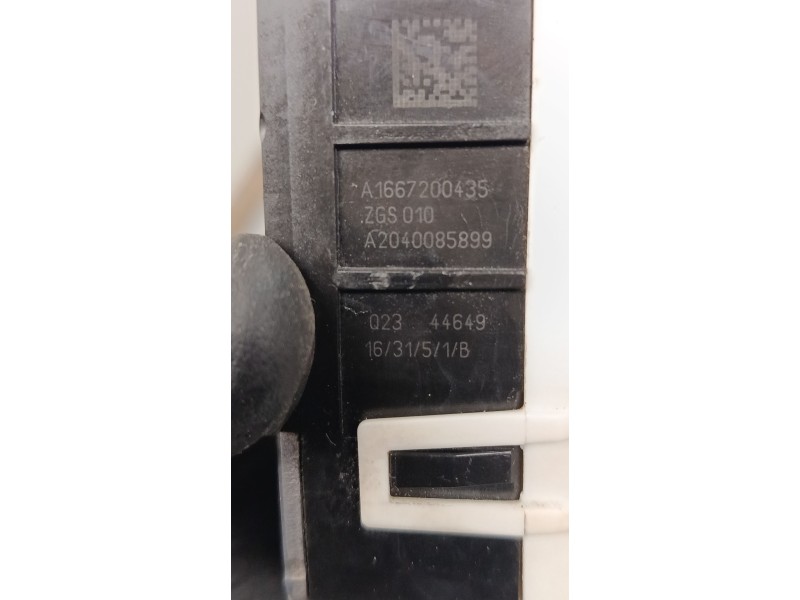 A1667200435
ZGS 010
A2040085899
Q23 44649
16/31/5/1/B